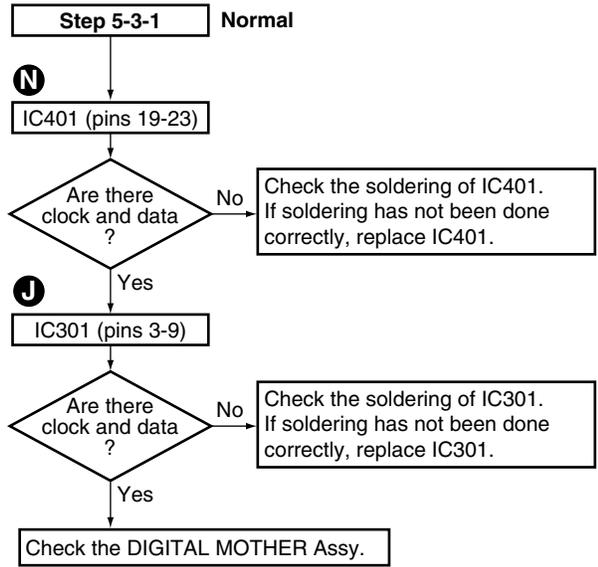 Step 5-3-1 Normal
N
IC401 (pins 19-23)
Are there
clock and data
?
No
Check the soldering of IC401.
If soldering has not been done
correctly, replace IC401.
Yes
J
IC301 (pins 3-9)
Are there
clock and data
?
No
Check the soldering of IC301.
If soldering has not been done
correctly, replace IC301.
Yes
Check the DIGITAL MOTHER Assy.